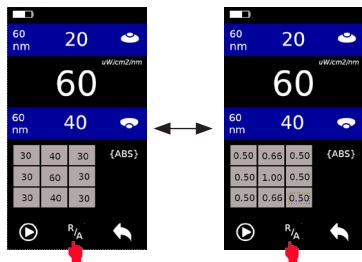 60 nm 20
uW/cm2/nm
60
60 nm 40
30 40 30 {ABS}
30 60 30
30 40 30
R/A
60 nm 20
uW/cm2/nm
60
60 nm 40
0.50 0.66 0.50 {ABS}
0.50 1.00 0.50
0.50 0.66 0.50
R/A